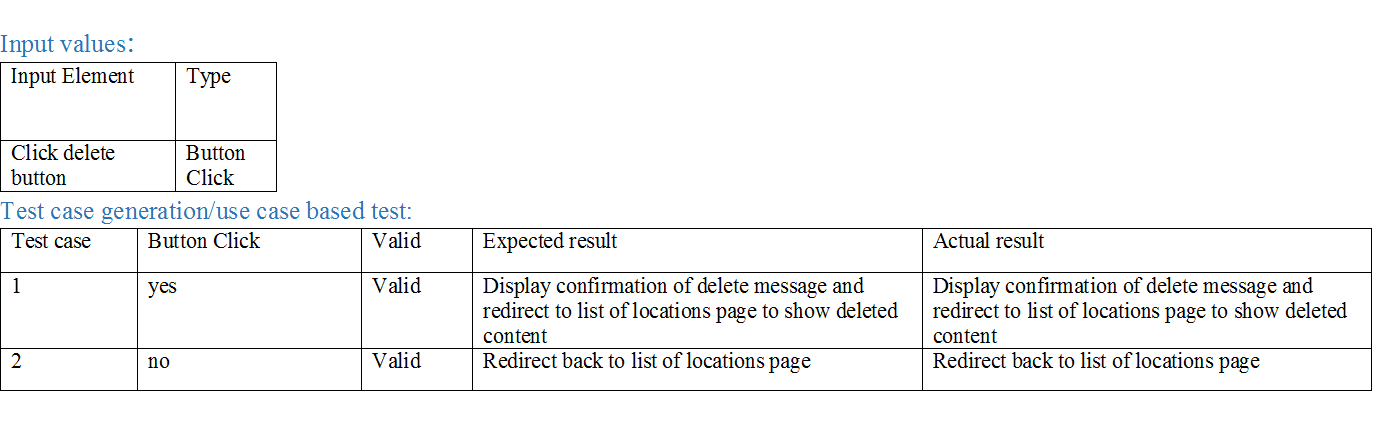 Input values:
Input Element Type
Click delete Button
button Click
Test case generation/use case based test:
Test case Button Click Valid Expected result Actual result
1 yes Valid Display confirmation of delete message and Display confirmation of delete message and
redirect to list of locations page to show deleted redirect to list of locations page to show deleted
content content
2 no Valid Redirect back to list of locations page Redirect back to list of locations page